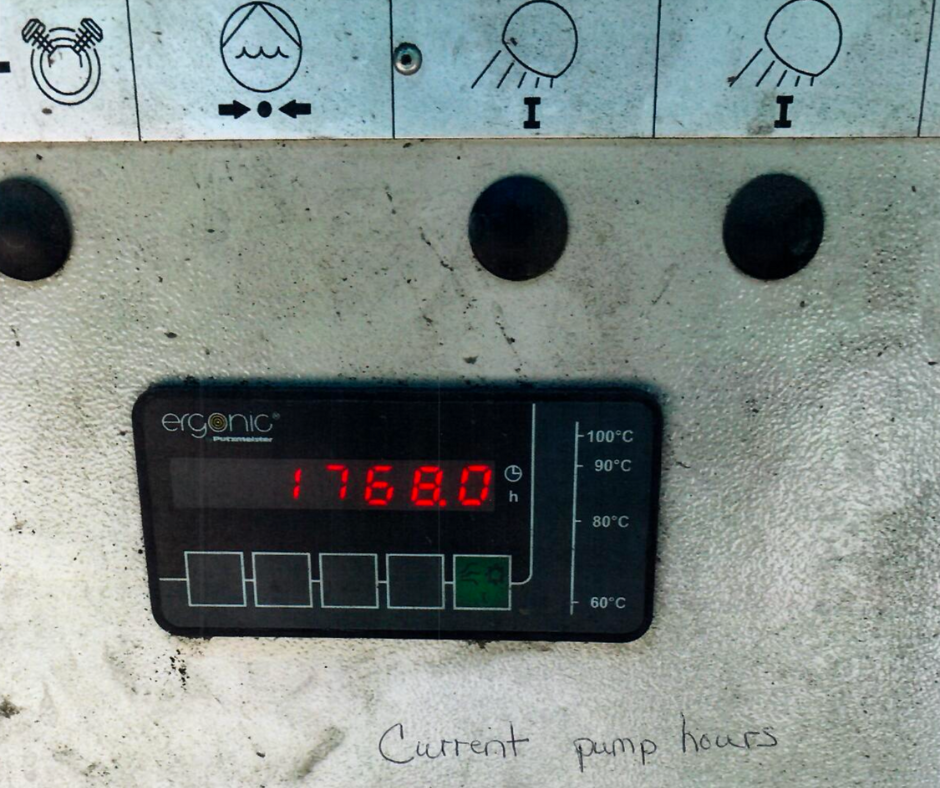 I I
ergonic®
Putzmeister
1768.0 h
100°C
90°C
80°C
60°C
Current pump hours